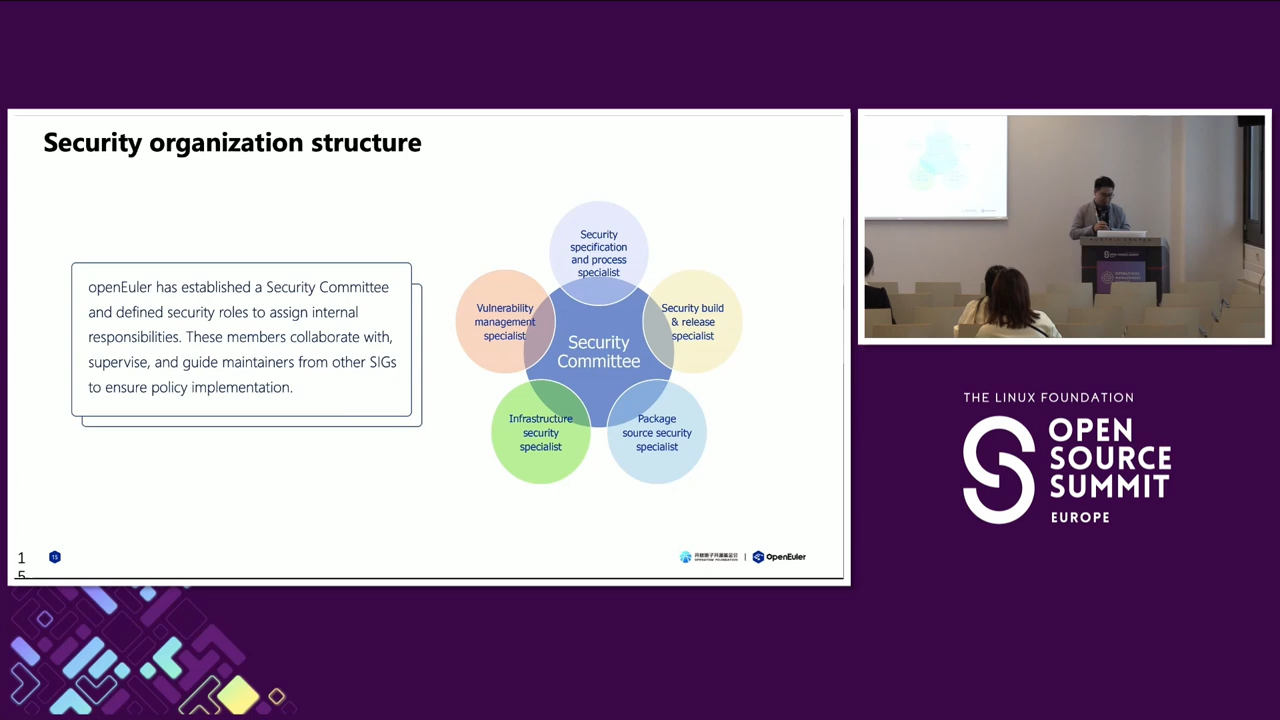 Security organization structure
openEuler has established a Security Committee
and defined security roles to assign internal
responsibilities. These members collaborate with,
supervise, and guide maintainers from other SIGs
to ensure policy implementation.
Security
specification
and process
specialist
Vulnerability
management
specialist
Security build
& release
specialist
Security
Committee
Infrastructure
security
specialist
Package
source security
specialist
1
5
15
OpenEuler
THE LINUX FOUNDATION
OPEN
SOURCE
SUMMIT
EUROPE